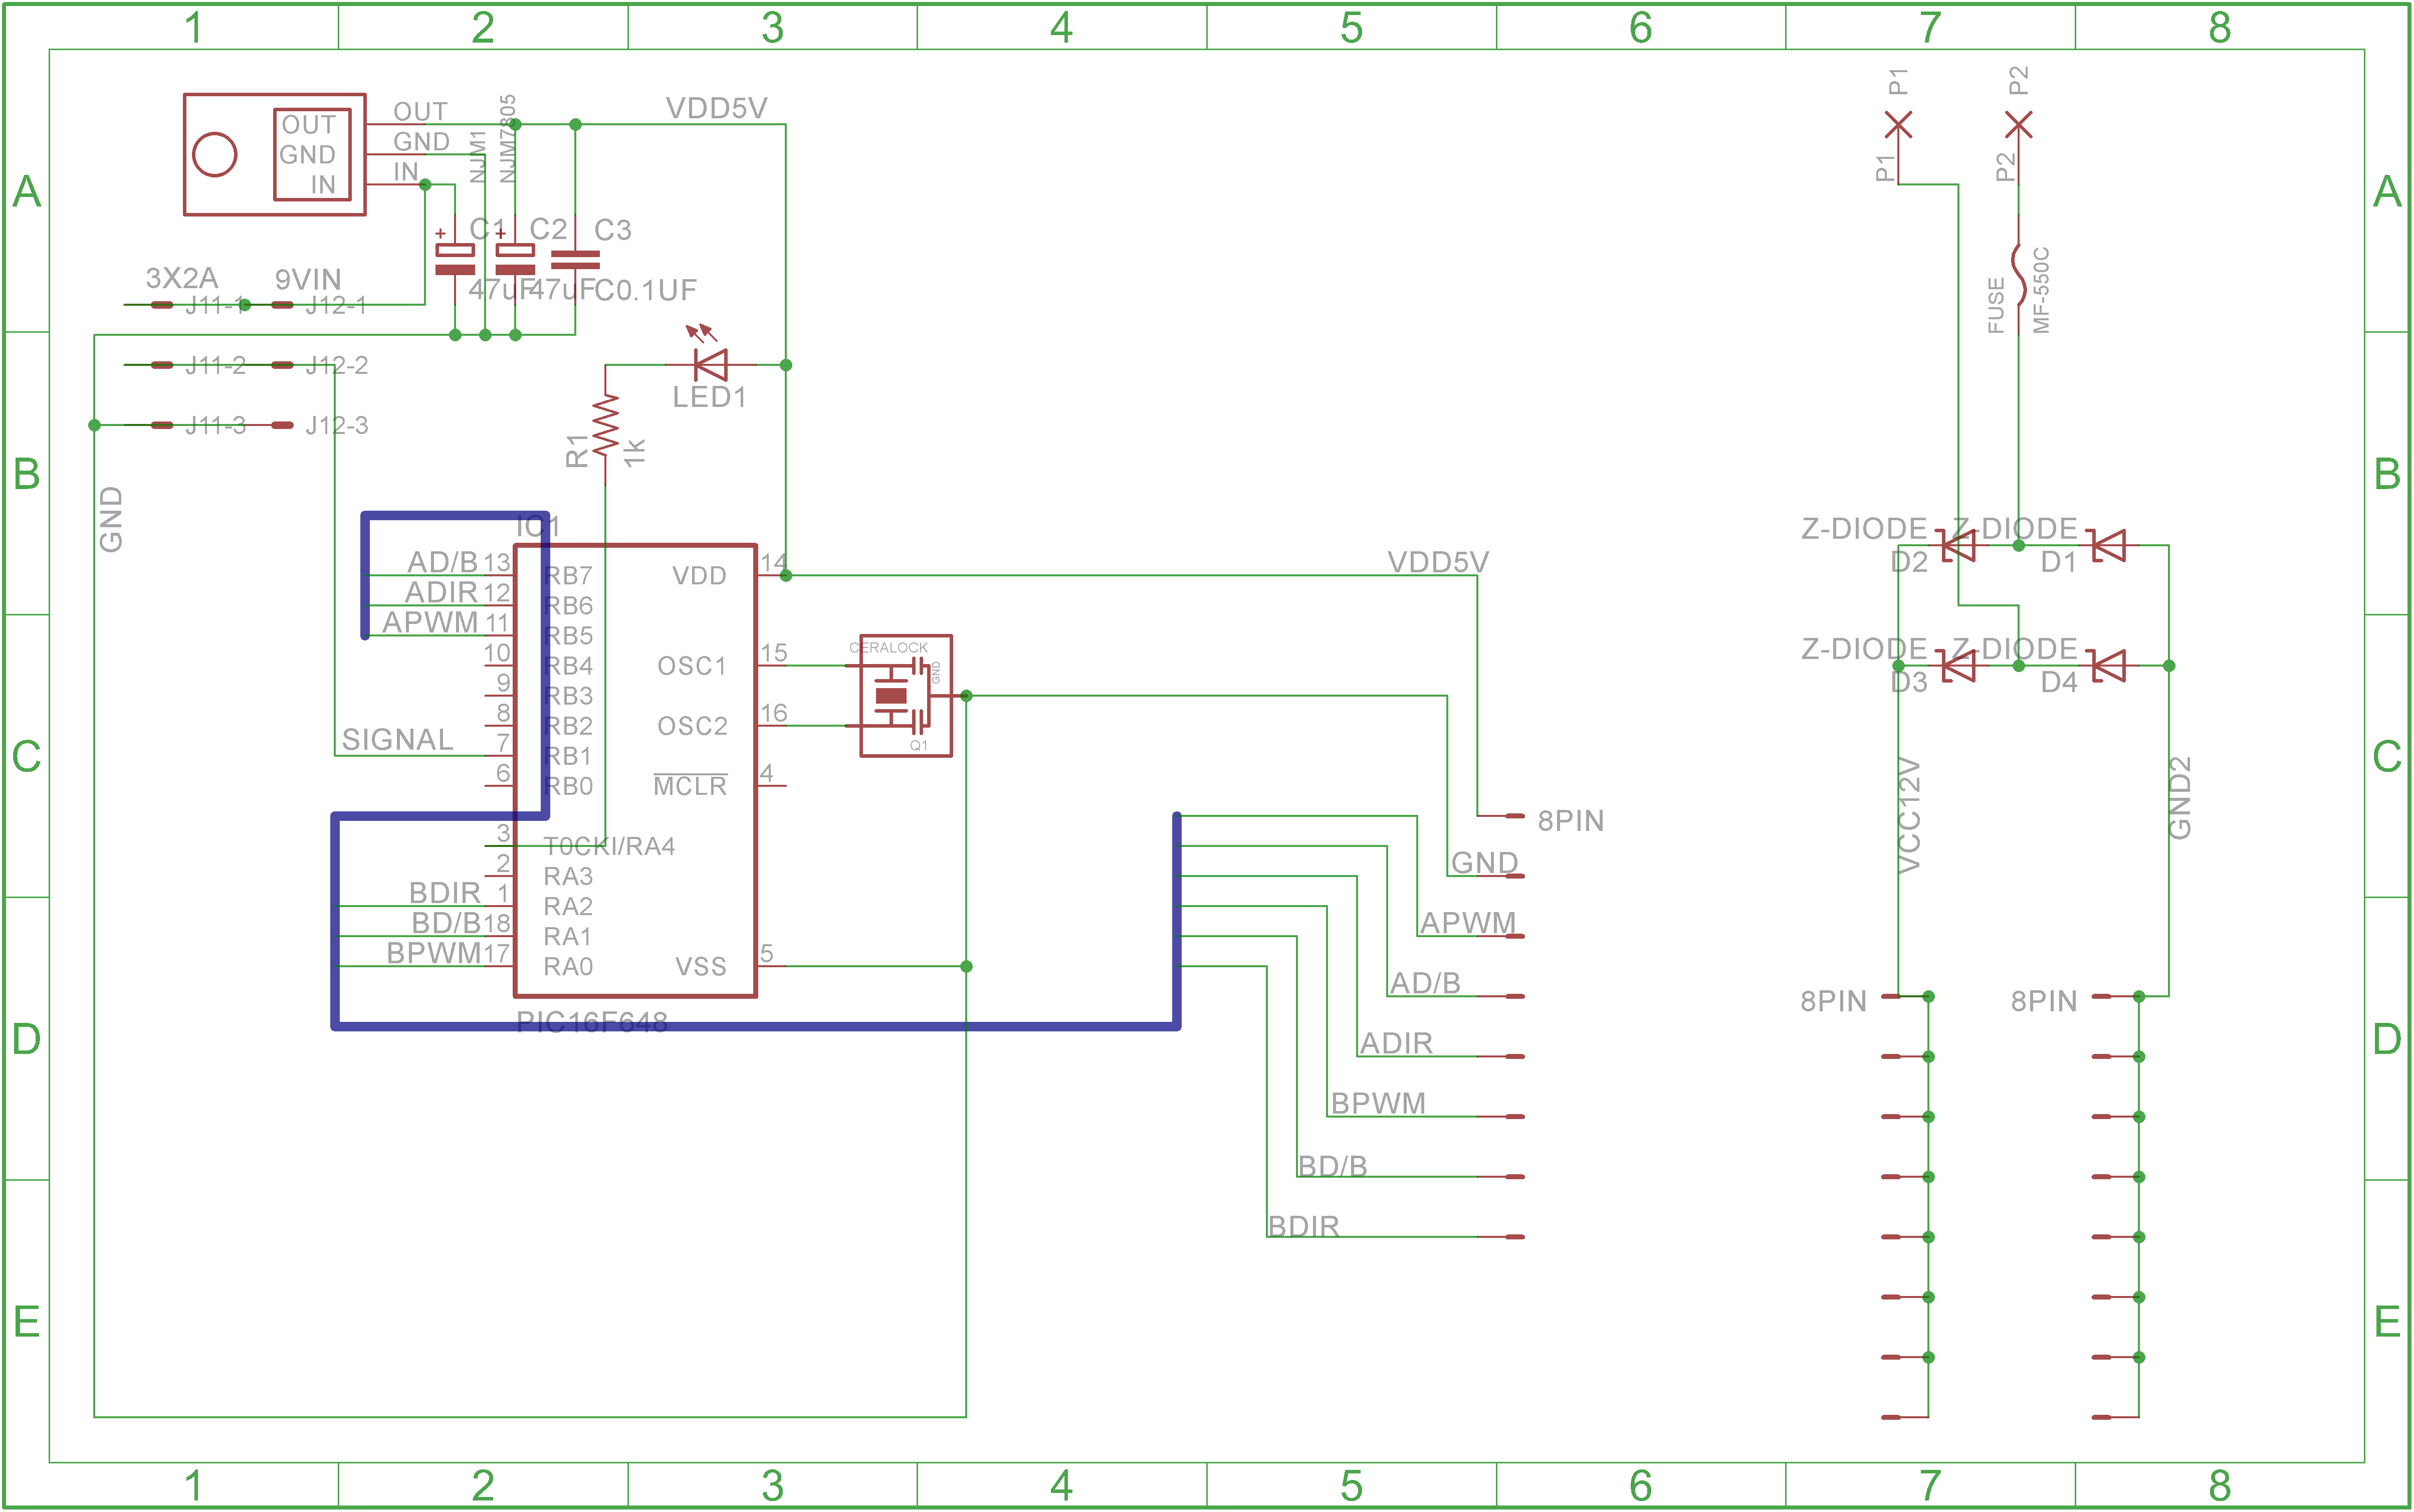 1 2 3 4 5 6 7 8
A A
B B
C C
D D
E E
1 2 3 4 5 6 7 8
OUT
GND
IN
OUT
GND
IN
NJM1
NJM7805
VDD5V
C1
47uF
C2
47uF
C3
C0.1UF
3X2A
9VIN
J11-1
J12-1
J11-2
J12-2
J11-3
J12-3
GND
LED1
R1
1k
IC1
AD/B 13 RB7
ADIR 12 RB6
APWM 11 RB5
10 RB4
9 RB3
8 RB2
SIGNAL 7 RB1
6 RB0
3 T0CKI/RA4
2 RA3
BDIR 1 RA2
BD/B 18 RA1
BPWM 17 RA0
VDD 14
OSC1 15
OSC2 16
MCLR 4
VSS 5
PIC16F648
CERALOCK
GND
Q1
VDD5V
8PIN
GND
APWM
AD/B
ADIR
BPWM
BD/B
BDIR
P1
P1
P2
P2
FUSE
MF-550C
Z-DIODE
D2
Z-DIODE
D1
Z-DIODE
D3
Z-DIODE
D4
VCC12V
GND2
8PIN
8PIN